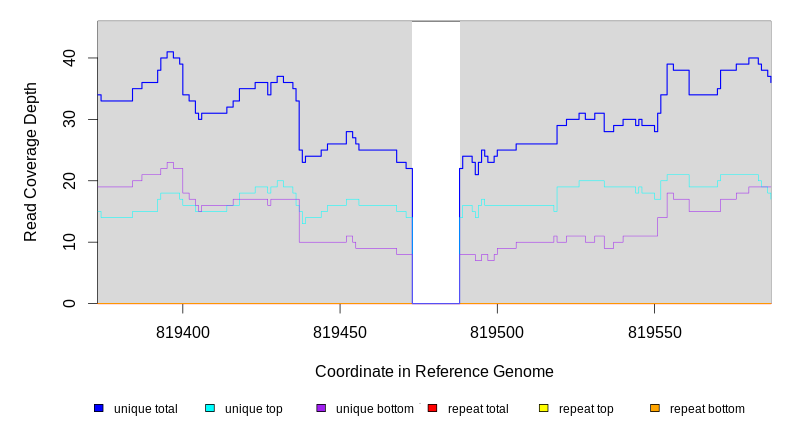 Read Coverage Depth
40
30
20
10
0
819400 819450 819500 819550
Coordinate in Reference Genome
unique total unique top unique bottom repeat total repeat top repeat bottom